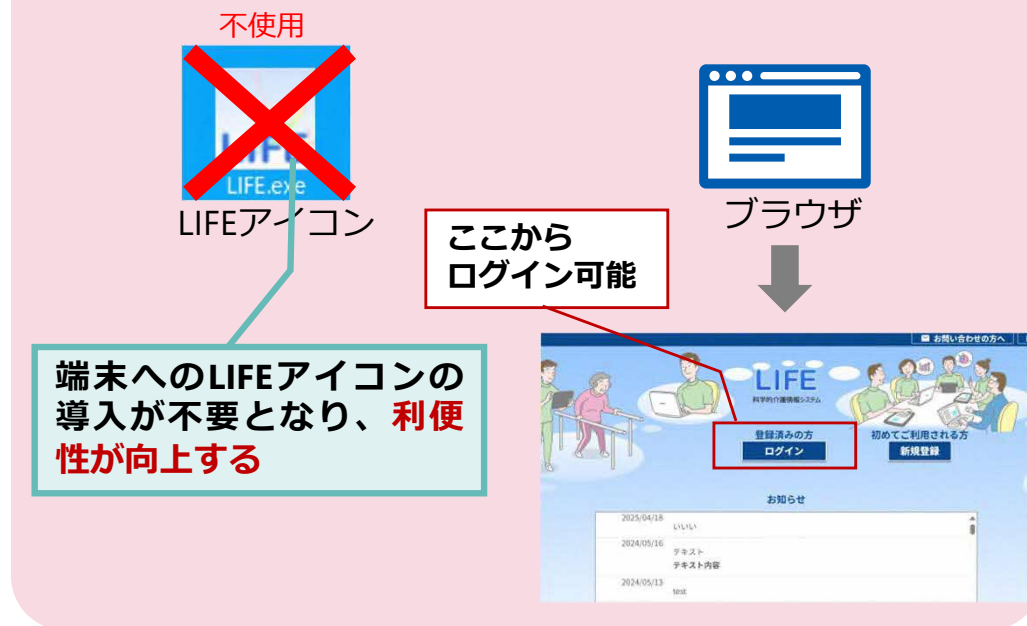 不使用
LIFE
LIFE.exe
LIFEアイコン
ブラウザ
ここから
ログイン可能
端末へのLIFEアイコンの
導入が不要となり、利便
性が向上する
お問い合わせの方へ
LIFE
科学的介護情報システム
登録済みの方
ログイン
初めてご利用される方
新規登録
お知らせ
2025/04/18
いいい
2024/05/16
テキスト
テキスト内容
2024/05/13
test